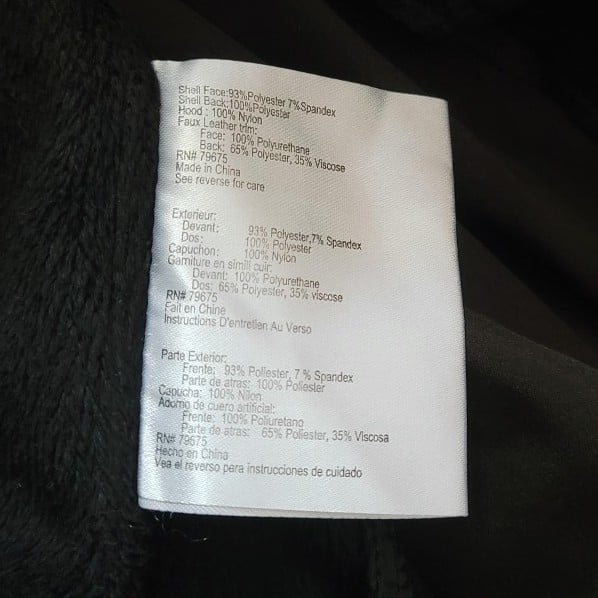 Shell Face:93%Polyester 7%Spandex
Shell Back:100%Polyester
Hood : 100% Nylon
Faux Leather trim:
Face: 100% Polyurethane
Back: 65% Polyester, 35% Viscose
RN# 79675
Made in China
See reverse for care
Exterieur:
Devant: 93% Polyester,7% Spandex
Dos: 100% Polyester
Capuchon: 100% Nylon
Garniture en simili cuir:
Devant: 100% Polyurethane
Dos: 65% Polyester, 35% viscose
RN# 79675
Fait en Chine
Instructions D'entretien Au Verso
Parte Exterior:
Frente: 93% Poliester, 7 % Spandex
Parte de atras: 100% Poliester
Capucha: 100% Nilon
Adorno de cuero artificial:
Frente: 100% Poliuretano
Parte de atras: 65% Poliester, 35% Viscosa
RN# 79675
Hecho en China
Vea el reverso para instrucciones de cuidado